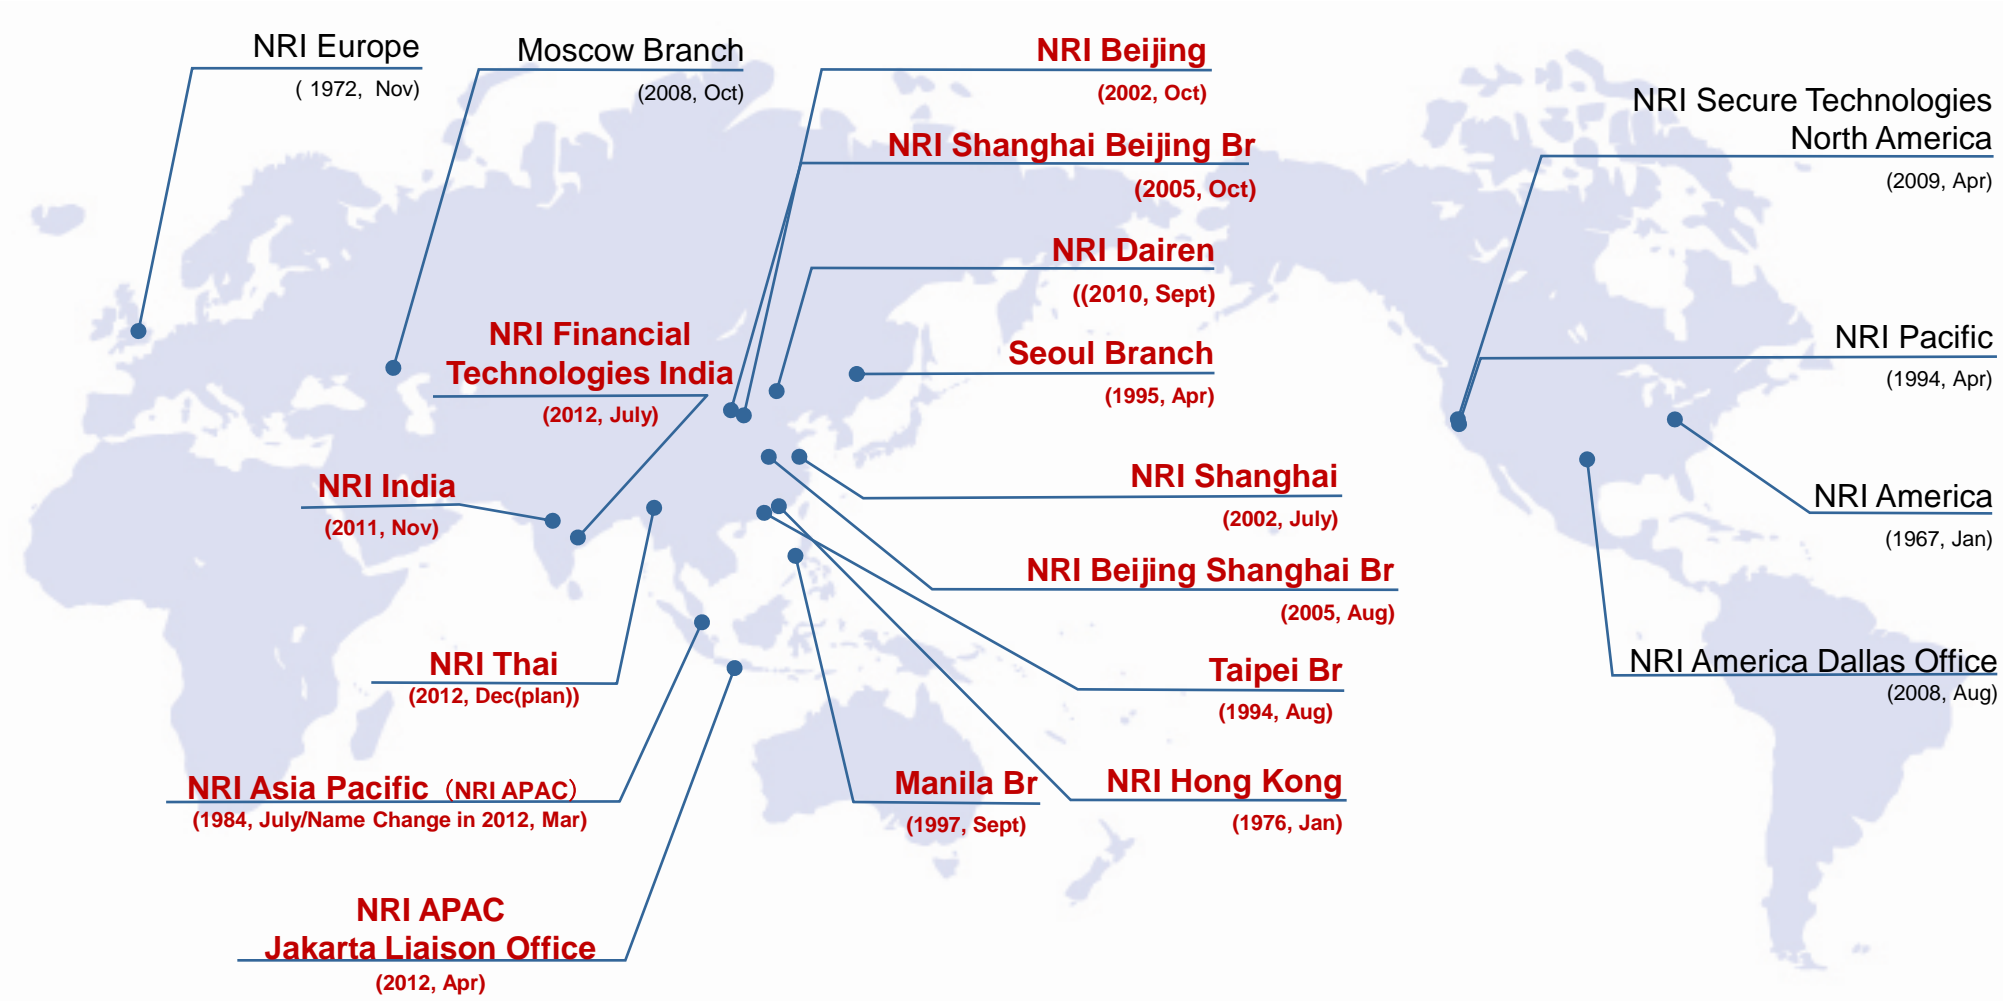 NRI Europe
( 1972, Nov)
Moscow Branch
(2008, Oct)
NRI Beijing
(2002, Oct)
NRI Shanghai Beijing Br
(2005, Oct)
NRI Dairen
((2010, Sept)
Seoul Branch
(1995, Apr)
NRI Financial
Technologies India
(2012, July)
NRI India
(2011, Nov)
NRI Thai
(2012, Dec(plan))
NRI Asia Pacific（NRI APAC）
(1984, July/Name Change in 2012, Mar)
NRI APAC
Jakarta Liaison Office
(2012, Apr)
NRI Shanghai
(2002, July)
NRI Beijing Shanghai Br
(2005, Aug)
Taipei Br
(1994, Aug)
Manila Br
(1997, Sept)
NRI Hong Kong
(1976, Jan)
NRI Secure Technologies
North America
(2009, Apr)
NRI Pacific
(1994, Apr)
NRI America
(1967, Jan)
NRI America Dallas Office
(2008, Aug)